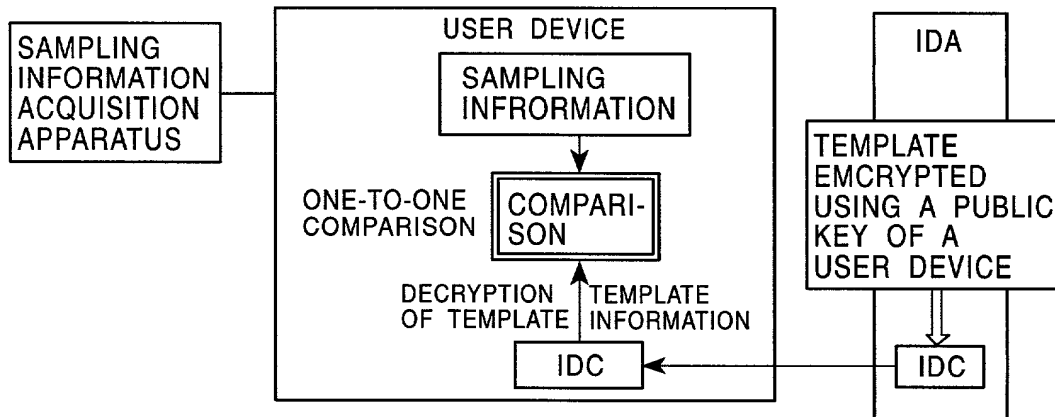 SAMPLING
INFORMATION
ACQUISITION
APPARATUS
USER DEVICE
SAMPLING
INFRORMATION
ONE-TO-ONE
COMPARISON
COMPARI-
SON
DECRYPTION
OF TEMPLATE
TEMPLATE
INFORMATION
IDC
IDA
TEMPLATE
EMCRYPTED
USING A PUBLIC
KEY OF A
USER DEVICE
IDC